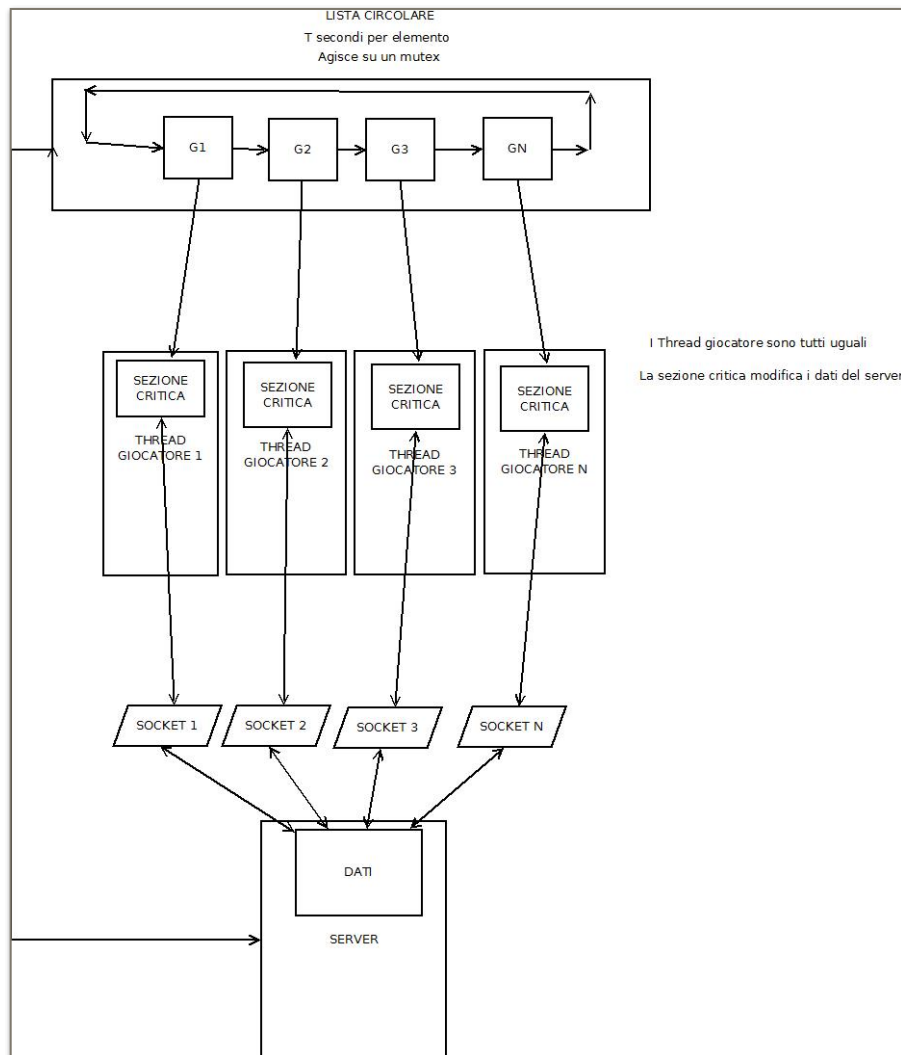 LISTA CIRCOLARE
T secondi per elemento
Agisce su un mutex
G1
G2
G3
GN
I Thread giocatore sono tutti uguali
La sezione critica modifica i dati del server
SEZIONE
CRITICA
THREAD
GIOCATORE 1
SEZIONE
CRITICA
THREAD
GIOCATORE 2
SEZIONE
CRITICA
THREAD
GIOCATORE 3
SEZIONE
CRITICA
THREAD
GIOCATORE N
SOCKET 1
SOCKET 2
SOCKET 3
SOCKET N
DATI
SERVER